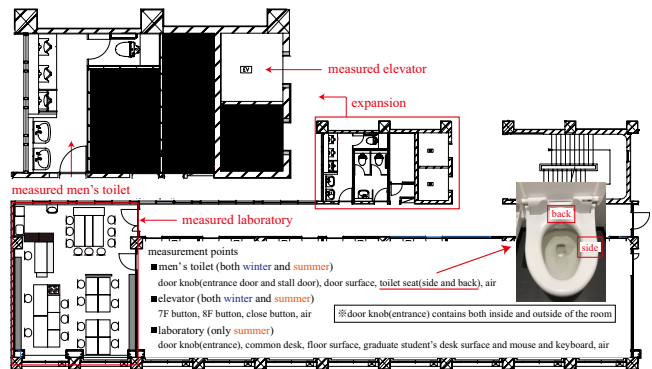 EV
measured elevator
expansion
measured men's toilet
measured laboratory
back
side
measurement points
■men' s toilet (both winter and summer)
door knob(entrance door and stall door), door surface, toilet seat(side and back), air
■elevator (both winter and summer)
7F button, 8F button, close button, air
※door knob(entrance) contains both inside and outside of the room
■laboratory (only summer)
door knob(entrance), common desk, floor surface, graduate student's desk surface and mouse and keyboard, air